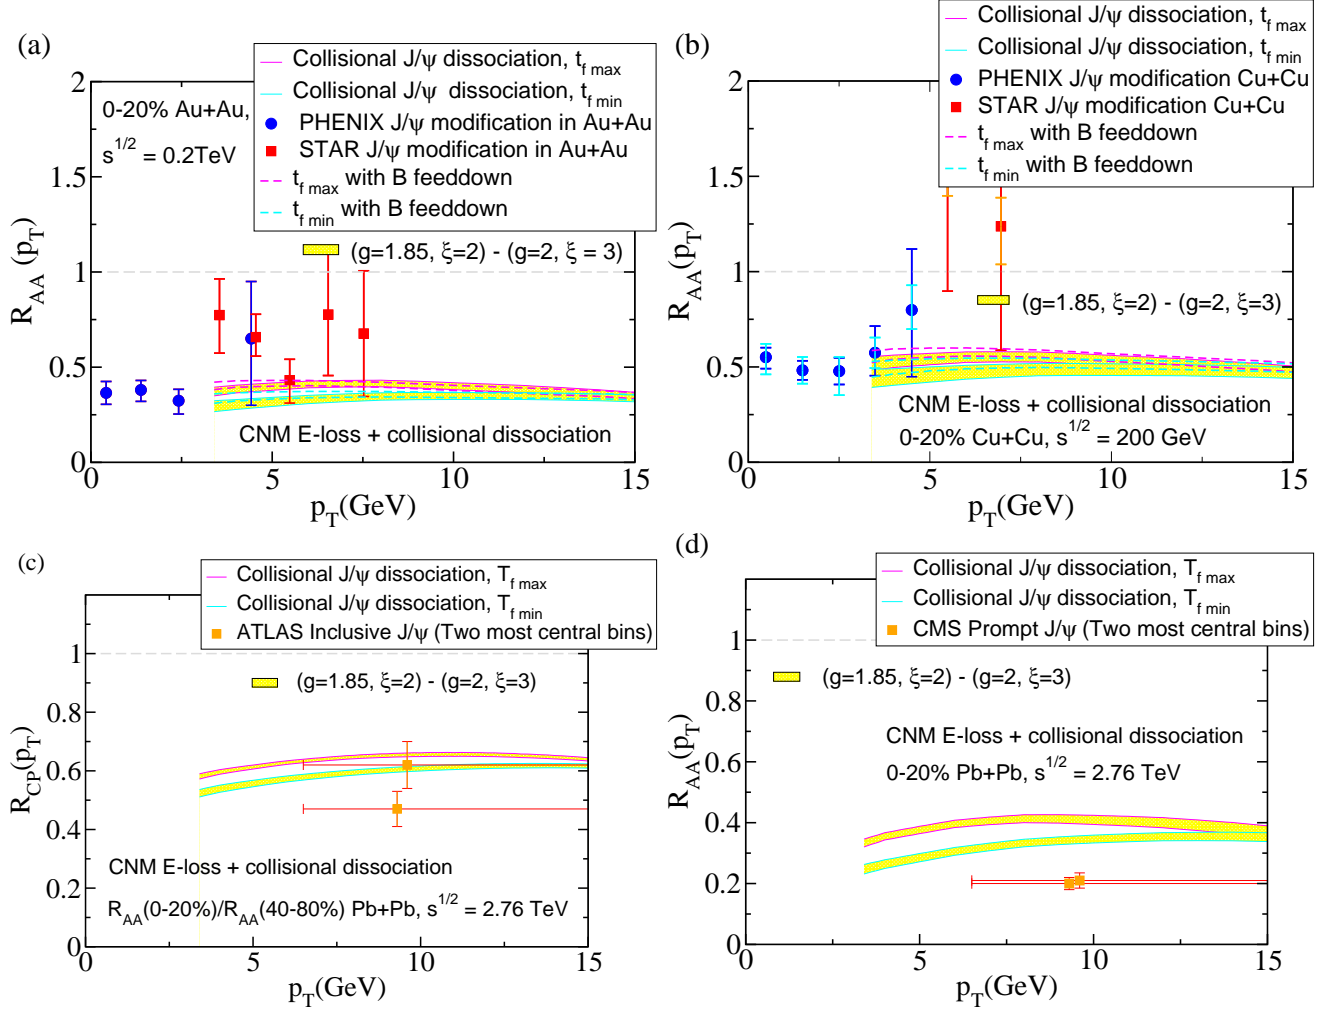 (a)
Collisional J/ψ dissociation, t_f max
Collisional J/ψ dissociation, t_f min
PHENIX J/ψ modification in Au+Au
STAR J/ψ modification in Au+Au
t_f max with B feeddown
t_f min with B feeddown
0-20% Au+Au,
s^1/2 = 0.2TeV
(g=1.85, ξ=2) - (g=2, ξ = 3)
CNM E-loss + collisional dissociation
R_AA (p_T)
2
1.5
1
0.5
0
0 5 10 15
p_T(GeV)
(b)
Collisional J/ψ dissociation, t_f max
Collisional J/ψ dissociation, t_f min
PHENIX J/ψ modification Cu+Cu
STAR J/ψ modification Cu+Cu
t_f max with B feeddown
t_f min with B feeddown
(g=1.85, ξ=2) - (g=2, ξ=3)
CNM E-loss + collisional dissociation
0-20% Cu+Cu, s^1/2 = 200 GeV
R_AA(p_T)
2
1.5
1
0.5
0
0 5 10 15
p_T(GeV)
(c)
Collisional J/ψ dissociation, T_f max
Collisional J/ψ dissociation, T_f min
ATLAS Inclusive J/ψ (Two most central bins)
(g=1.85, ξ=2) - (g=2, ξ=3)
CNM E-loss + collisional dissociation
R_AA(0-20%)/R_AA(40-80%) Pb+Pb, s^1/2 = 2.76 TeV
R_CP(p_T)
1
0.8
0.6
0.4
0.2
0
0 5 10 15
p_T(GeV)
(d)
Collisional J/ψ dissociation, T_f max
Collisional J/ψ dissociation, T_f min
CMS Prompt J/ψ (Two most central bins)
(g=1.85, ξ=2) - (g=2, ξ=3)
CNM E-loss + collisional dissociation
0-20% Pb+Pb, s^1/2 = 2.76 TeV
R_AA(p_T)
1
0.8
0.6
0.4
0.2
0
0 5 10 15
p_T(GeV)